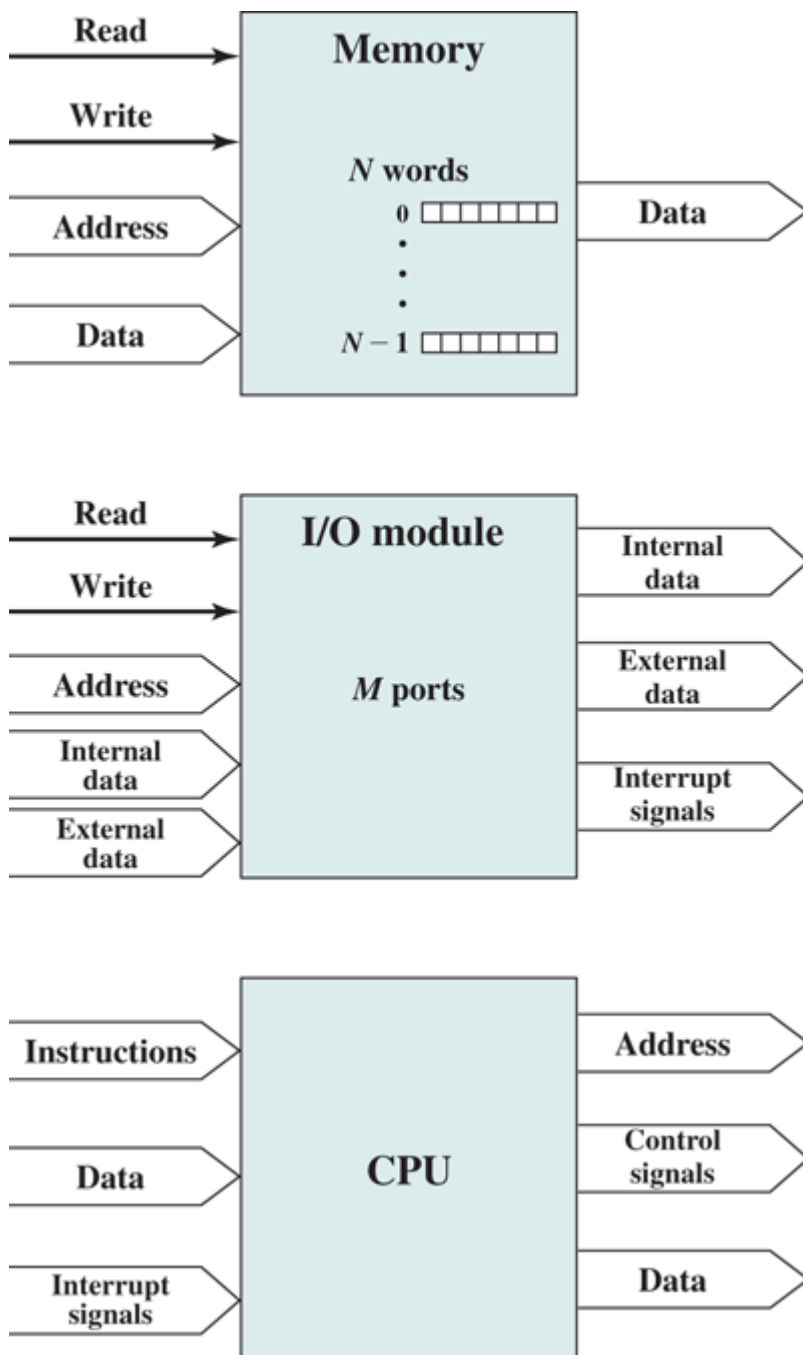 Read
Memory
Write
N words
0
Address
Data
Data
N – 1
Read
I/O module
Internal
data
Write
External
data
Address
M ports
Internal
data
Interrupt
signals
External
data
Instructions
Address
CPU
Control
signals
Data
Data
Interrupt
signals